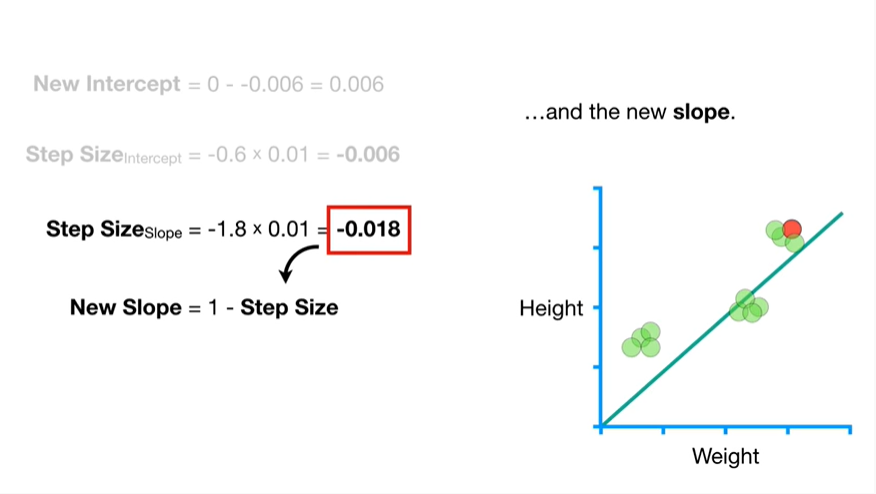 New Intercept = 0 - -0.006 = 0.006
…and the new slope.
Step SizeIntercept = -0.6 × 0.01 = -0.006
Step SizeSlope = -1.8 × 0.01 = -0.018
New Slope = 1 - Step Size
Height
Weight